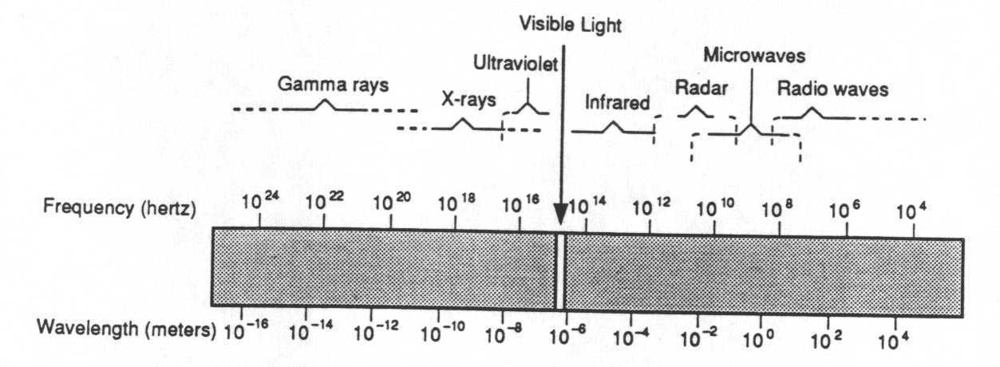 Visible Light
Microwaves
Ultraviolet
Gamma rays
X-rays
Infrared
Radar
Radio waves
Frequency (hertz) 10^24 10^22 10^20 10^18 10^16 10^14 10^12 10^10 10^8 10^6 10^4
Wavelength (meters) 10^−16 10^−14 10^−12 10^−10 10^−8 10^−6 10^−4 10^−2 10^0 10^2 10^4